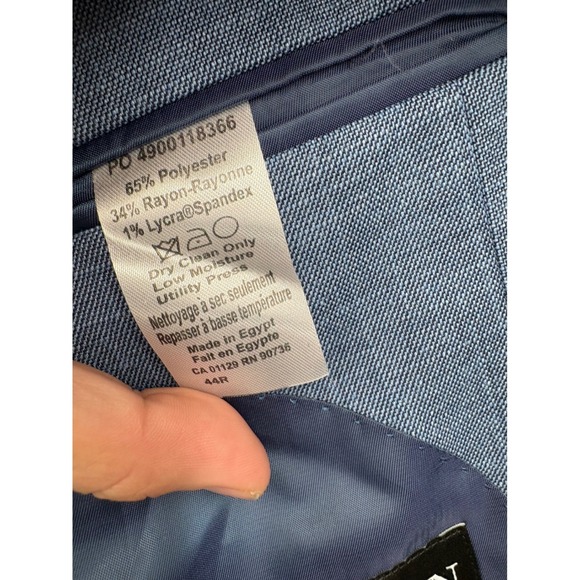 PO 4900118366
65% Polyester
34% Rayon-Rayonne
1% Lycra®Spandex
Dry Clean Only
Low Moisture
Utility Press
Nettoyage à sec seulement
Repasser à basse température
Made in Egypt
Fait en Egypte
CA 01129 RN 90736
44R
N